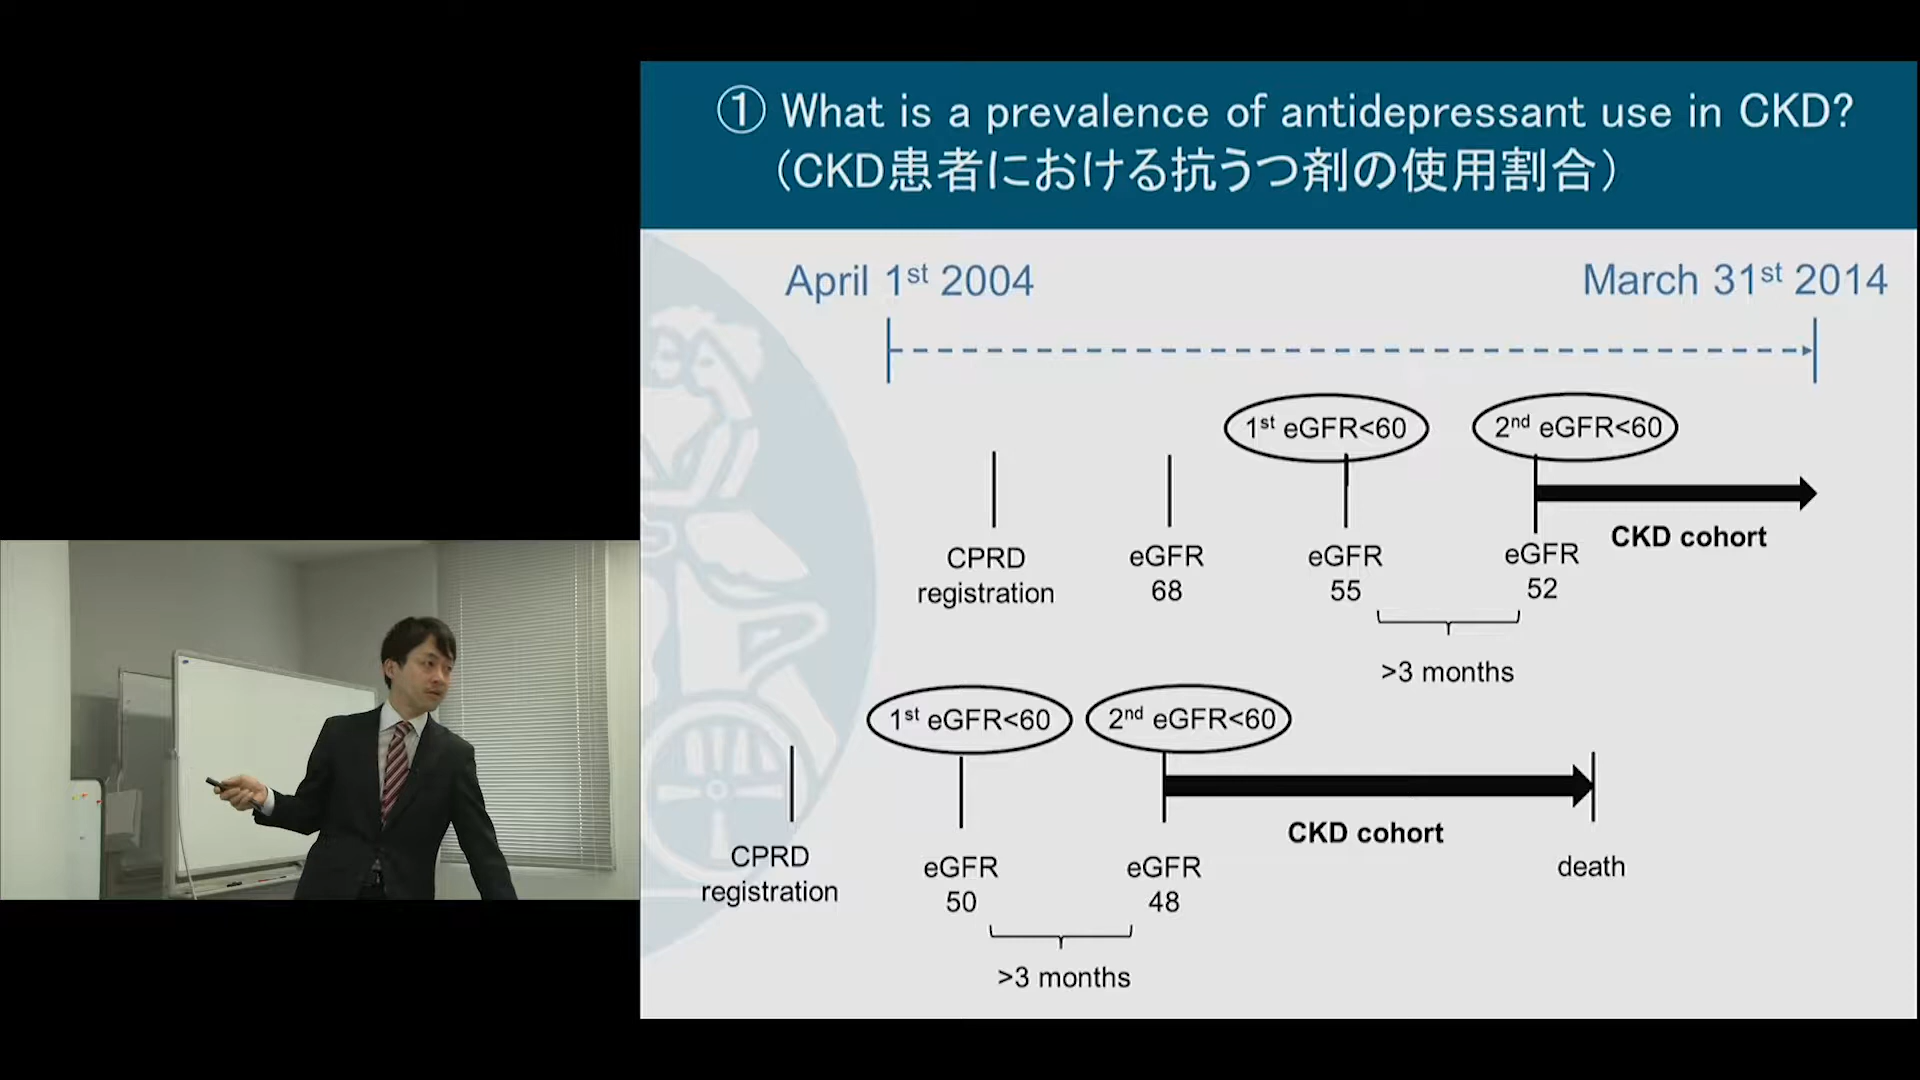 ① What is a prevalence of antidepressant use in CKD?
（CKD患者における抗うつ剤の使用割合）
April 1st 2004
March 31st 2014
1st eGFR<60
2nd eGFR<60
CKD cohort
CPRD
registration
eGFR
68
eGFR
55
eGFR
52
>3 months
1st eGFR<60
2nd eGFR<60
CKD cohort
CPRD
registration
eGFR
50
eGFR
48
death
>3 months